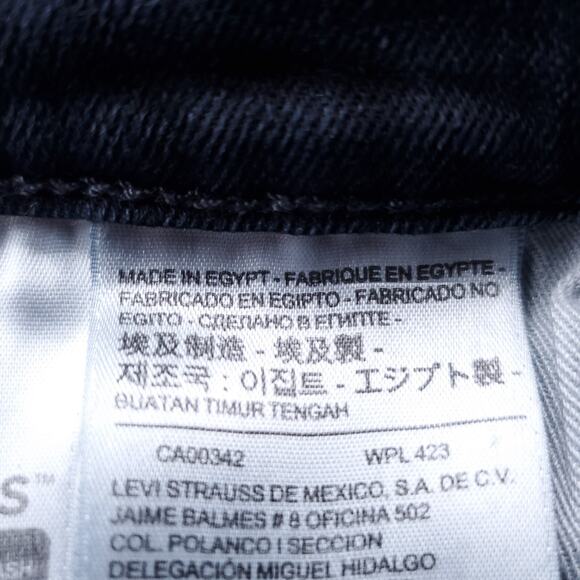 MADE IN EGYPT - FABRIQUE EN EGYPTE -
FABRICADO EN EGIPTO - FABRICADO NO
EGITO - СДЕЛАНО В ЕГИПТЕ -
埃及制造 - 埃及製 -
제조국 : 이집트 - エジプト製 -
BUATAN TIMUR TENGAH
CA00342 WPL 423
LEVI STRAUSS DE MEXICO, S.A. DE C.V.
JAIME BALMES # 8 OFICINA 502
COL. POLANCO I SECCION
DELEGACIÓN MIGUEL HIDALGO
S™
ASH